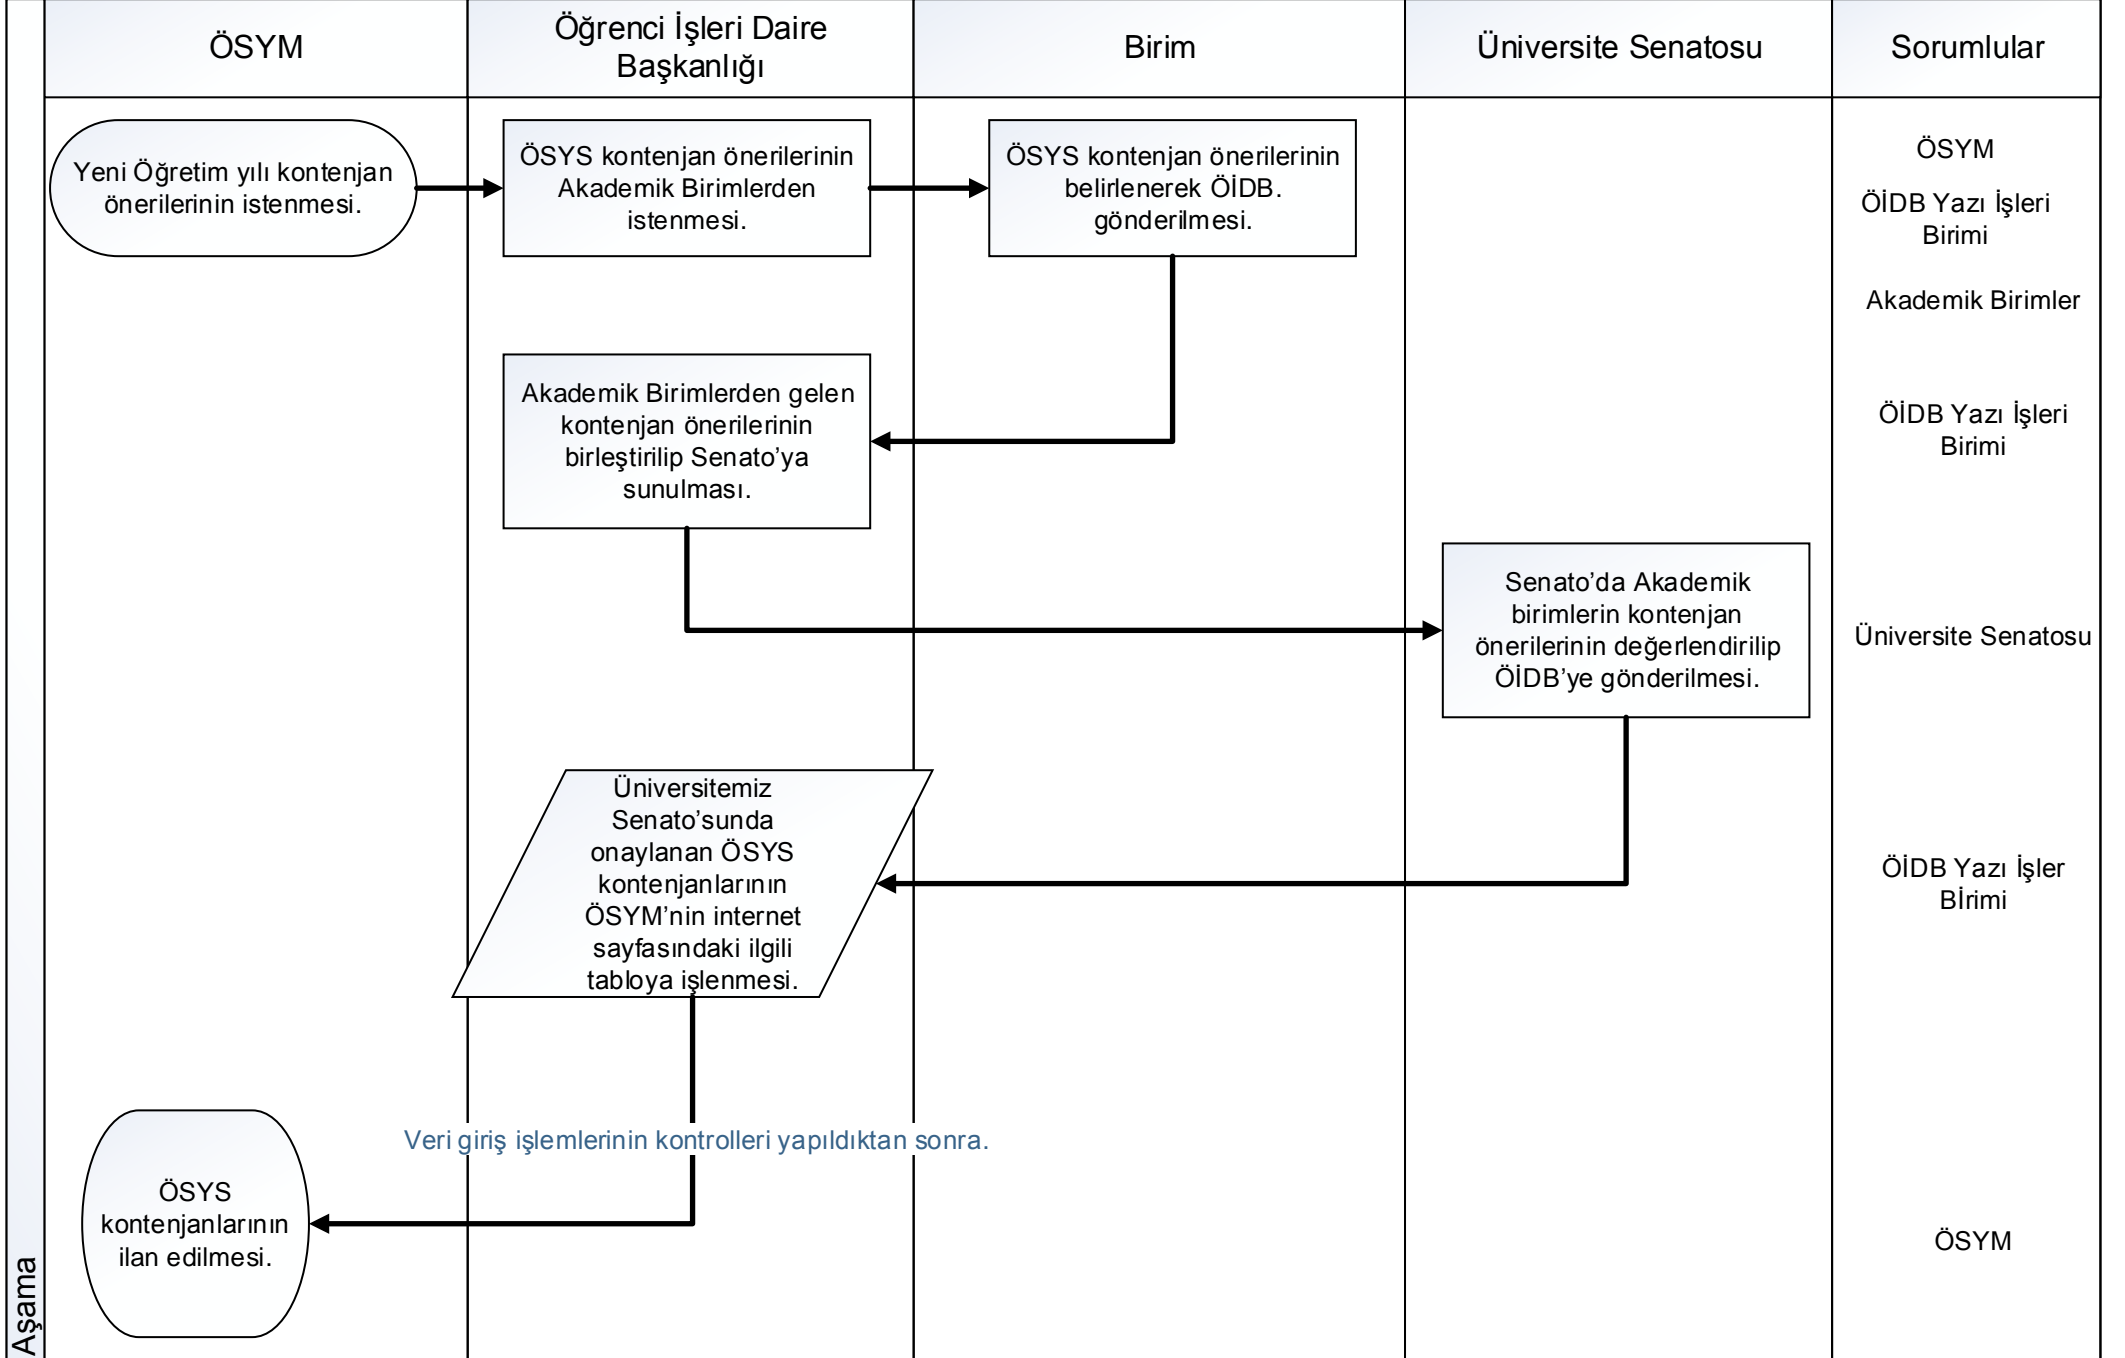 ÖSYM
Öğrenci İşleri Daire
Başkanlığı
Birim
Üniversite Senatosu
Sorumlular
Yeni Öğretim yılı kontenjan
önerilerinin istenmesi.
ÖSYS kontenjan önerilerinin
Akademik Birimlerden
istenmesi.
ÖSYS kontenjan önerilerinin
belirlenerek ÖİDB.
gönderilmesi.
ÖSYM
ÖİDB Yazı İşleri
Birimi
Akademik Birimler
Akademik Birimlerden gelen
kontenjan önerilerinin
birleştirilip Senato’ya
sunulması.
ÖİDB Yazı İşleri
Birimi
Senato’da Akademik
birimlerin kontenjan
önerilerinin değerlendirilip
ÖİDB’ye gönderilmesi.
Üniversite Senatosu
Üniversitemiz
Senato’sunda
onaylanan ÖSYS
kontenjanlarının
ÖSYM’nin internet
sayfasındaki ilgili
tabloya işlenmesi.
ÖİDB Yazı İşler
Bİrimi
Veri giriş işlemlerinin kontrolleri yapıldıktan sonra.
ÖSYS
kontenjanlarının
ilan edilmesi.
ÖSYM
Aşama